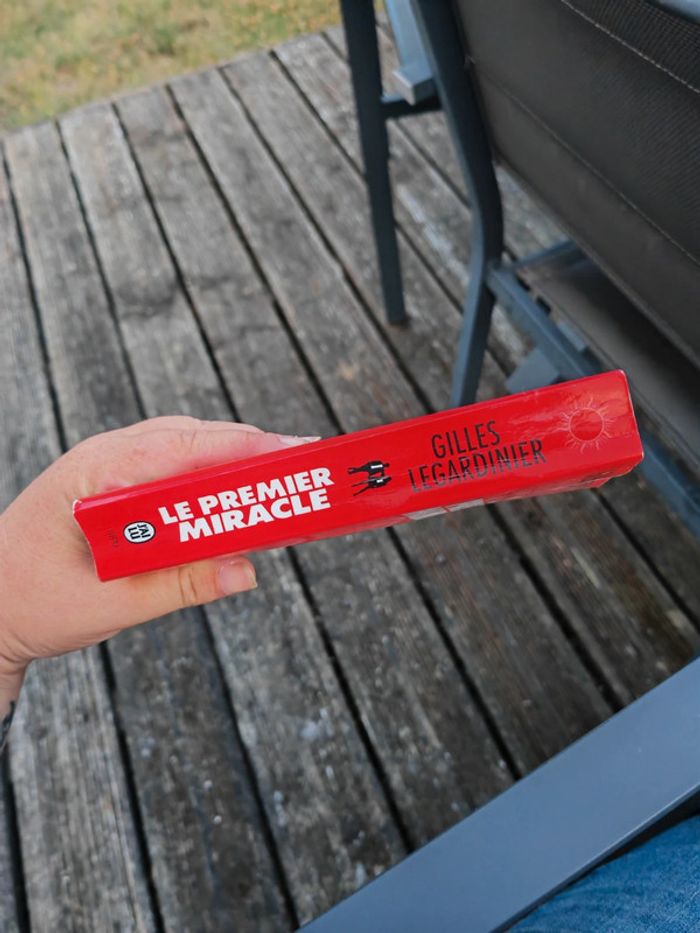 J'AI
LU
LE PREMIER
MIRACLE
GILLES
LEGARDINIER